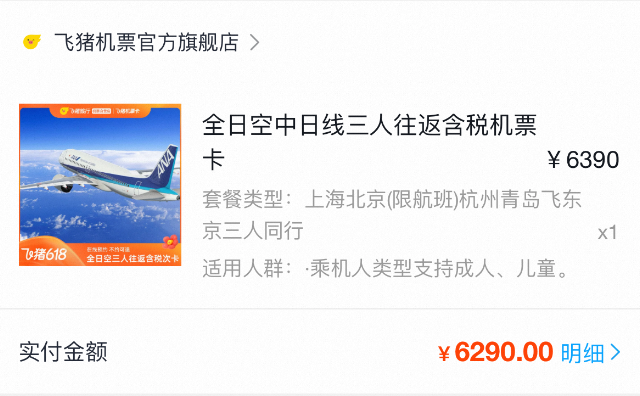 飞猪机票官方旗舰店
全日空中日线三人往返含税机票
卡
¥6390
套餐类型：上海北京(限航班)杭州青岛飞东
京三人同行
x1
适用人群：·乘机人类型支持成人、儿童。
ANA
飞猪618
全日空三人往返含税次卡
实付金额
¥6290.00 明细